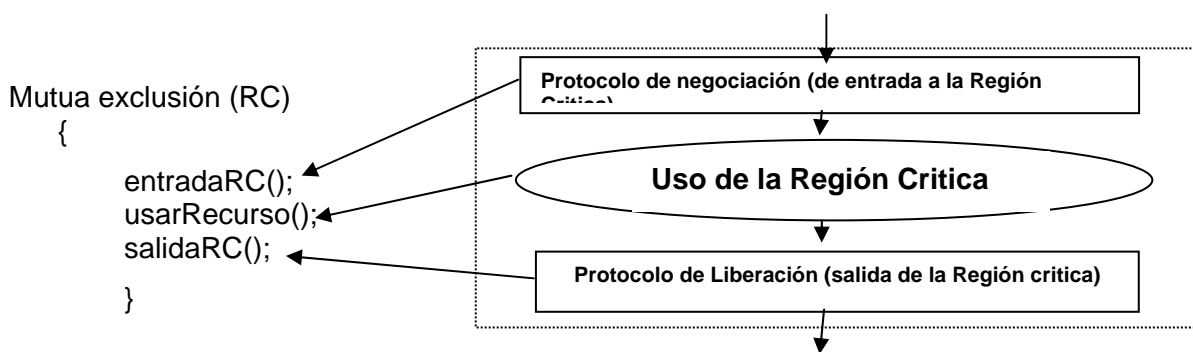 Mutua exclusión (RC)
{
entradaRC();
usarRecurso();
salidaRC();
}
Protocolo de negociación (de entrada a la Región
Critica)
Uso de la Región Critica
Protocolo de Liberación (salida de la Región critica)